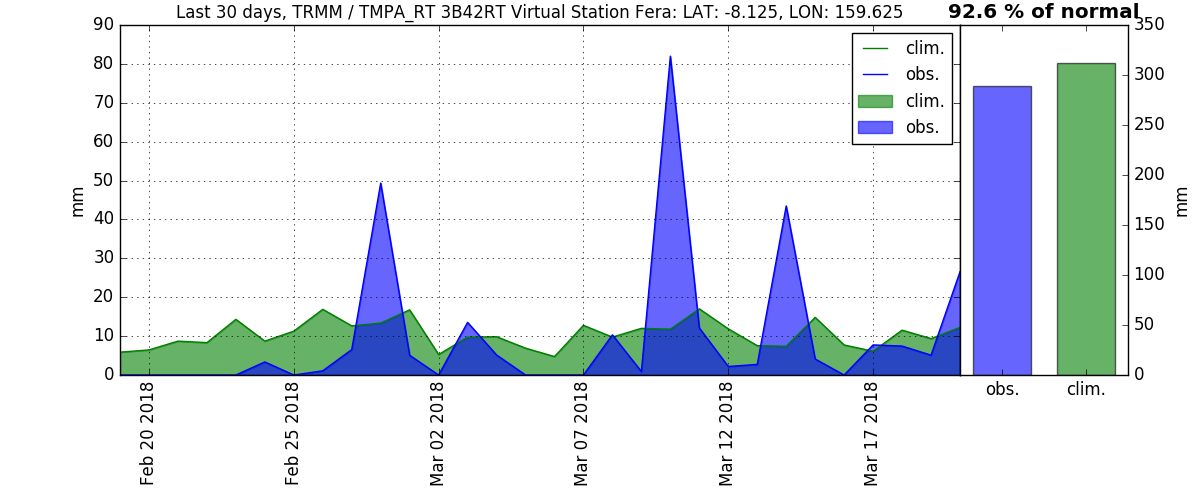 Last 30 days, TRMM / TMPA_RT 3B42RT Virtual Station Fera: LAT: -8.125, LON: 159.625
92.6 % of normal
90
80
70
60
50
40
30
20
10
0
mm
clim.
obs.
clim.
obs.
Feb 20 2018
Feb 25 2018
Mar 02 2018
Mar 07 2018
Mar 12 2018
Mar 17 2018
350
300
250
200
150
100
50
0
mm
obs.
clim.